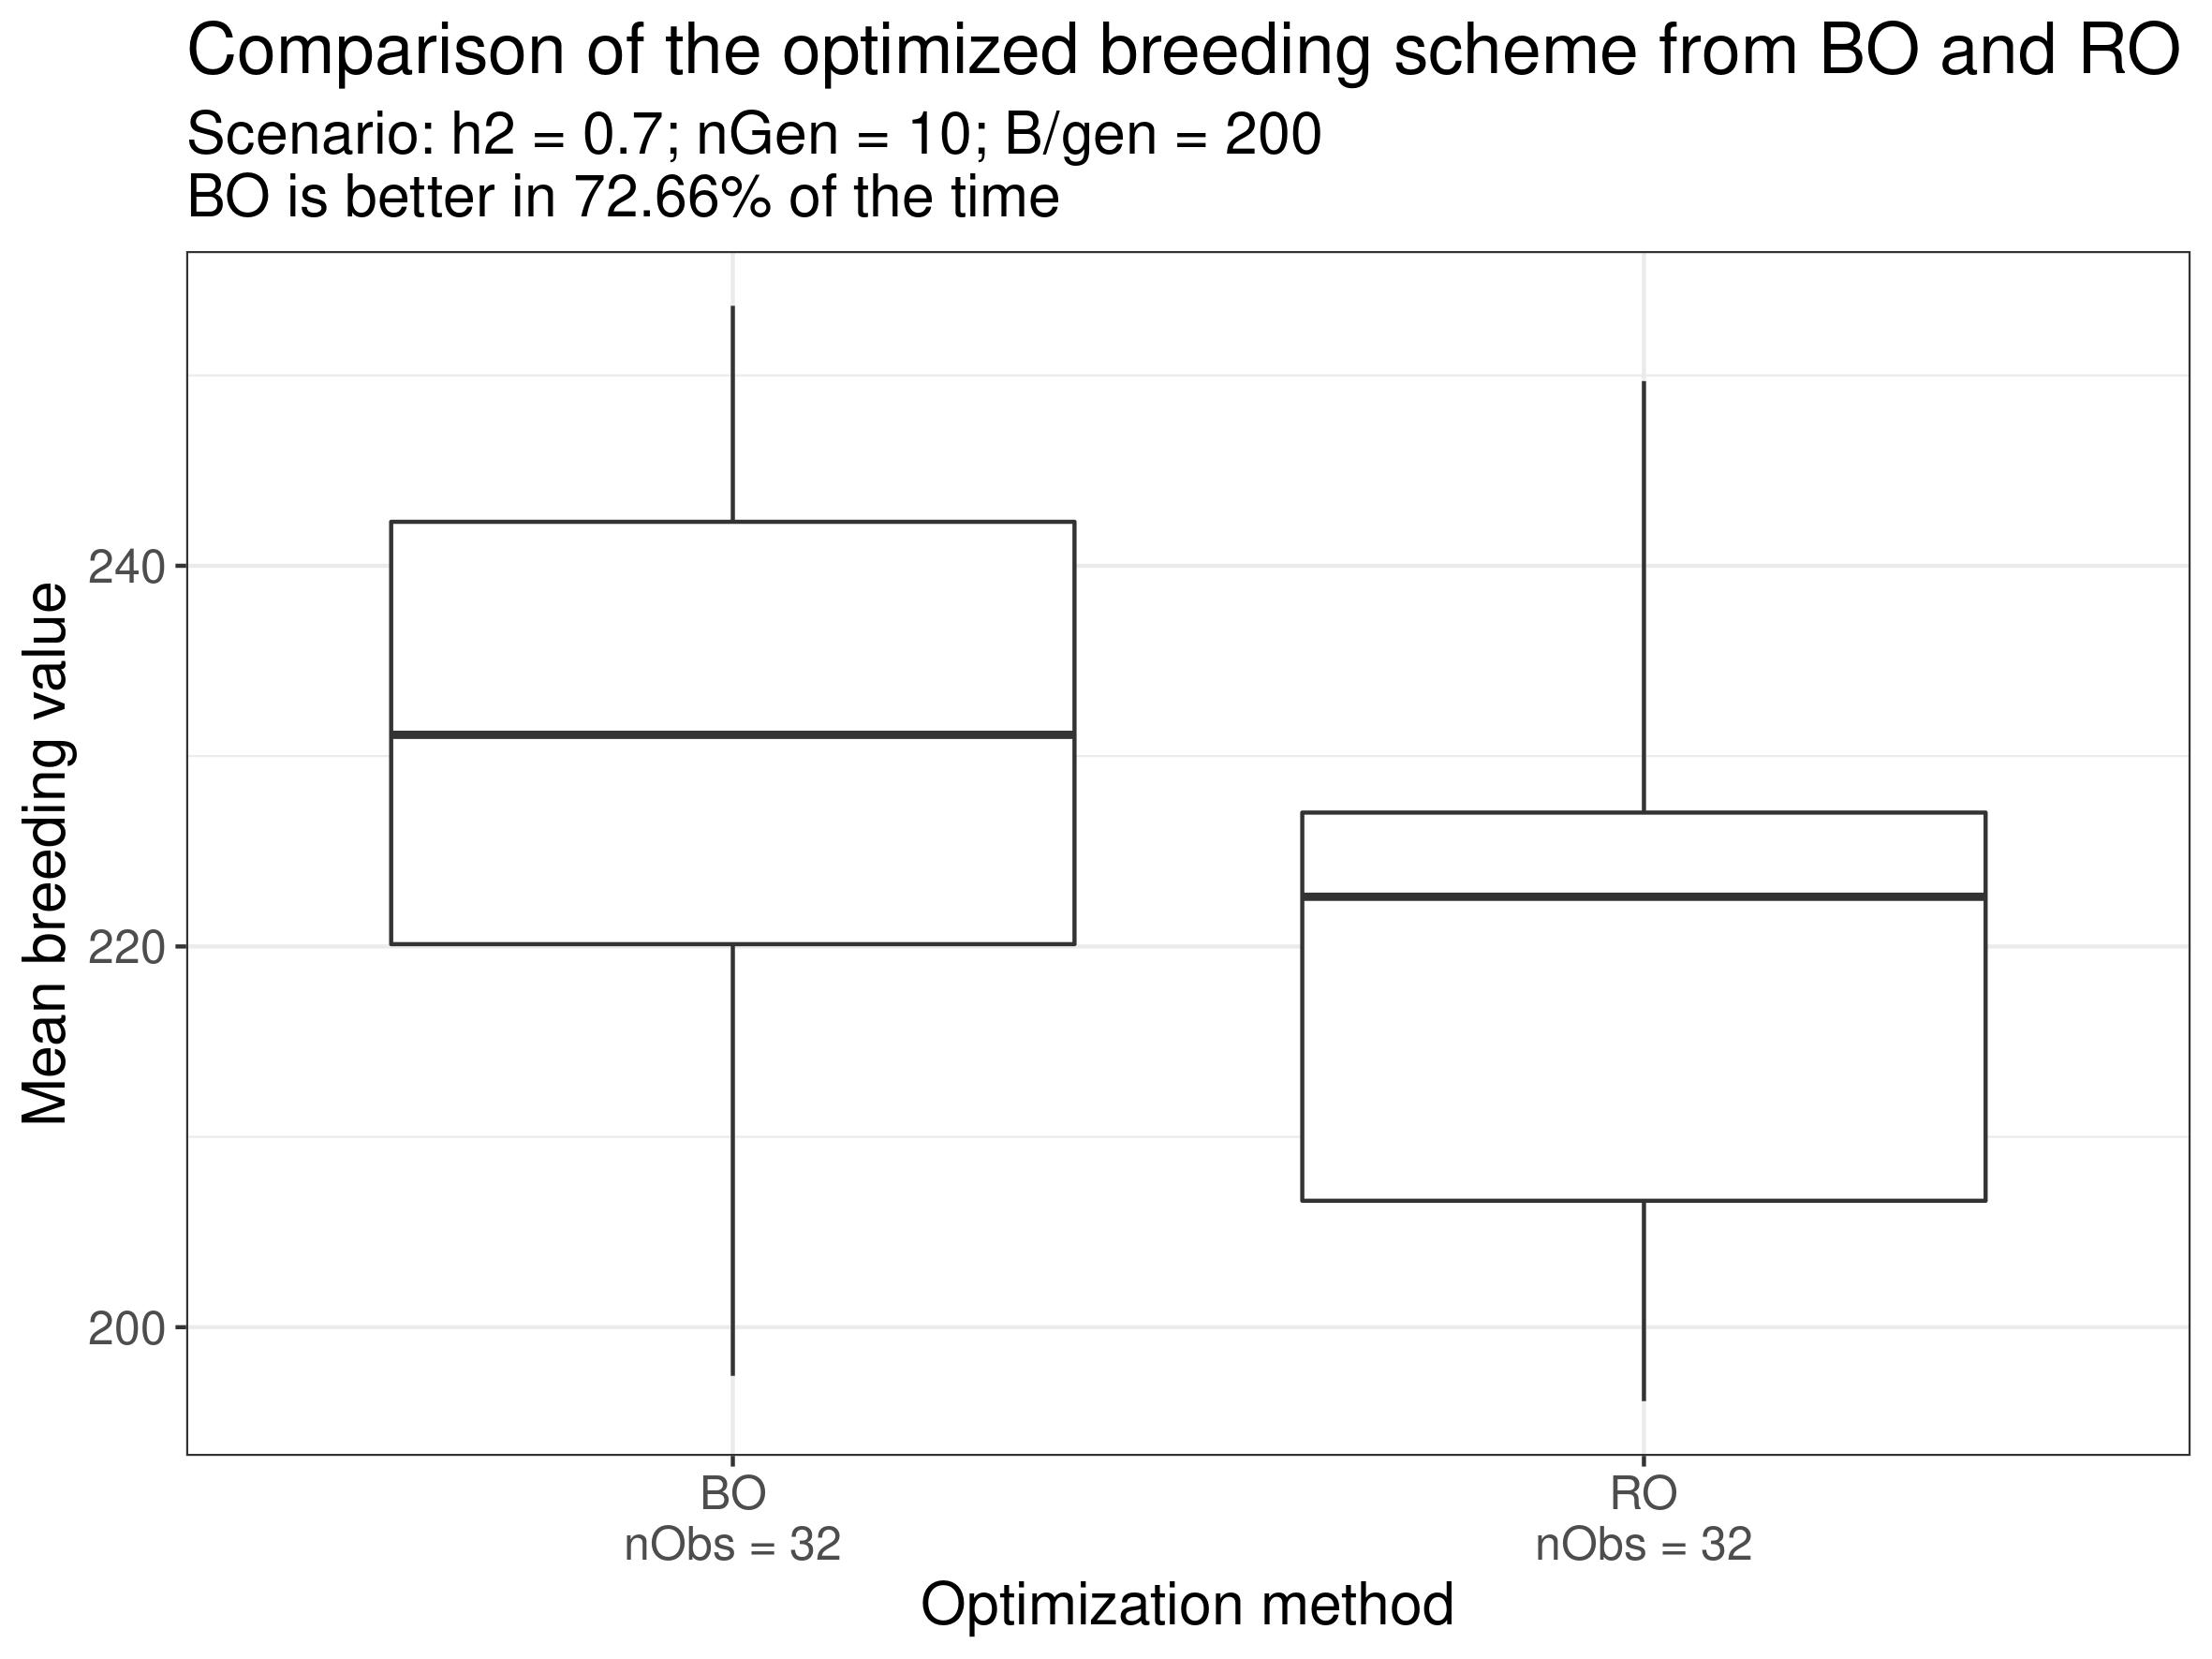 Comparison of the optimized breeding scheme from BO and RO
Scenario: h2 = 0.7; nGen = 10; B/gen = 200
BO is better in 72.66% of the time
Mean breeding value
240
220
200
BO
nObs = 32
RO
nObs = 32
Optimization method